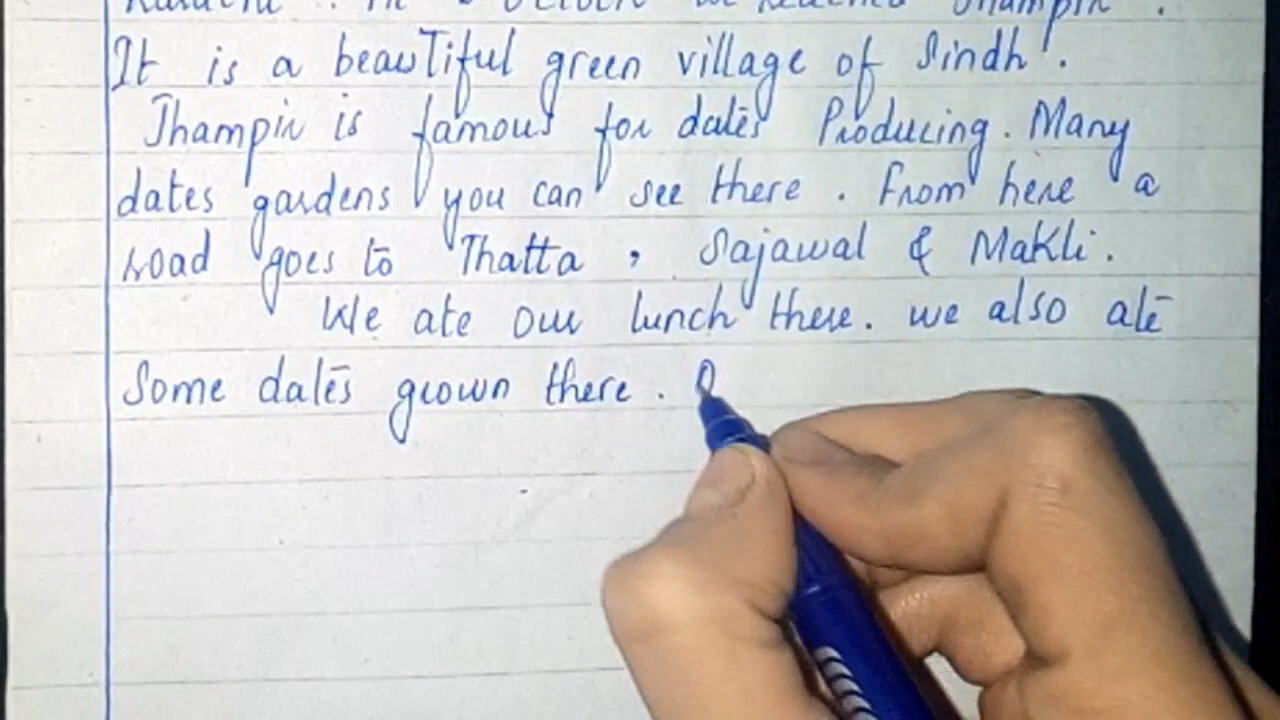 It is a beautiful green village of Sindh.
Jhampir is famous for dates Producing. Many
dates gardens you can see there. From here a
road goes to Thatta, Sajawal & Makli.
We ate our lunch there. we also ate
Some dates grown there.